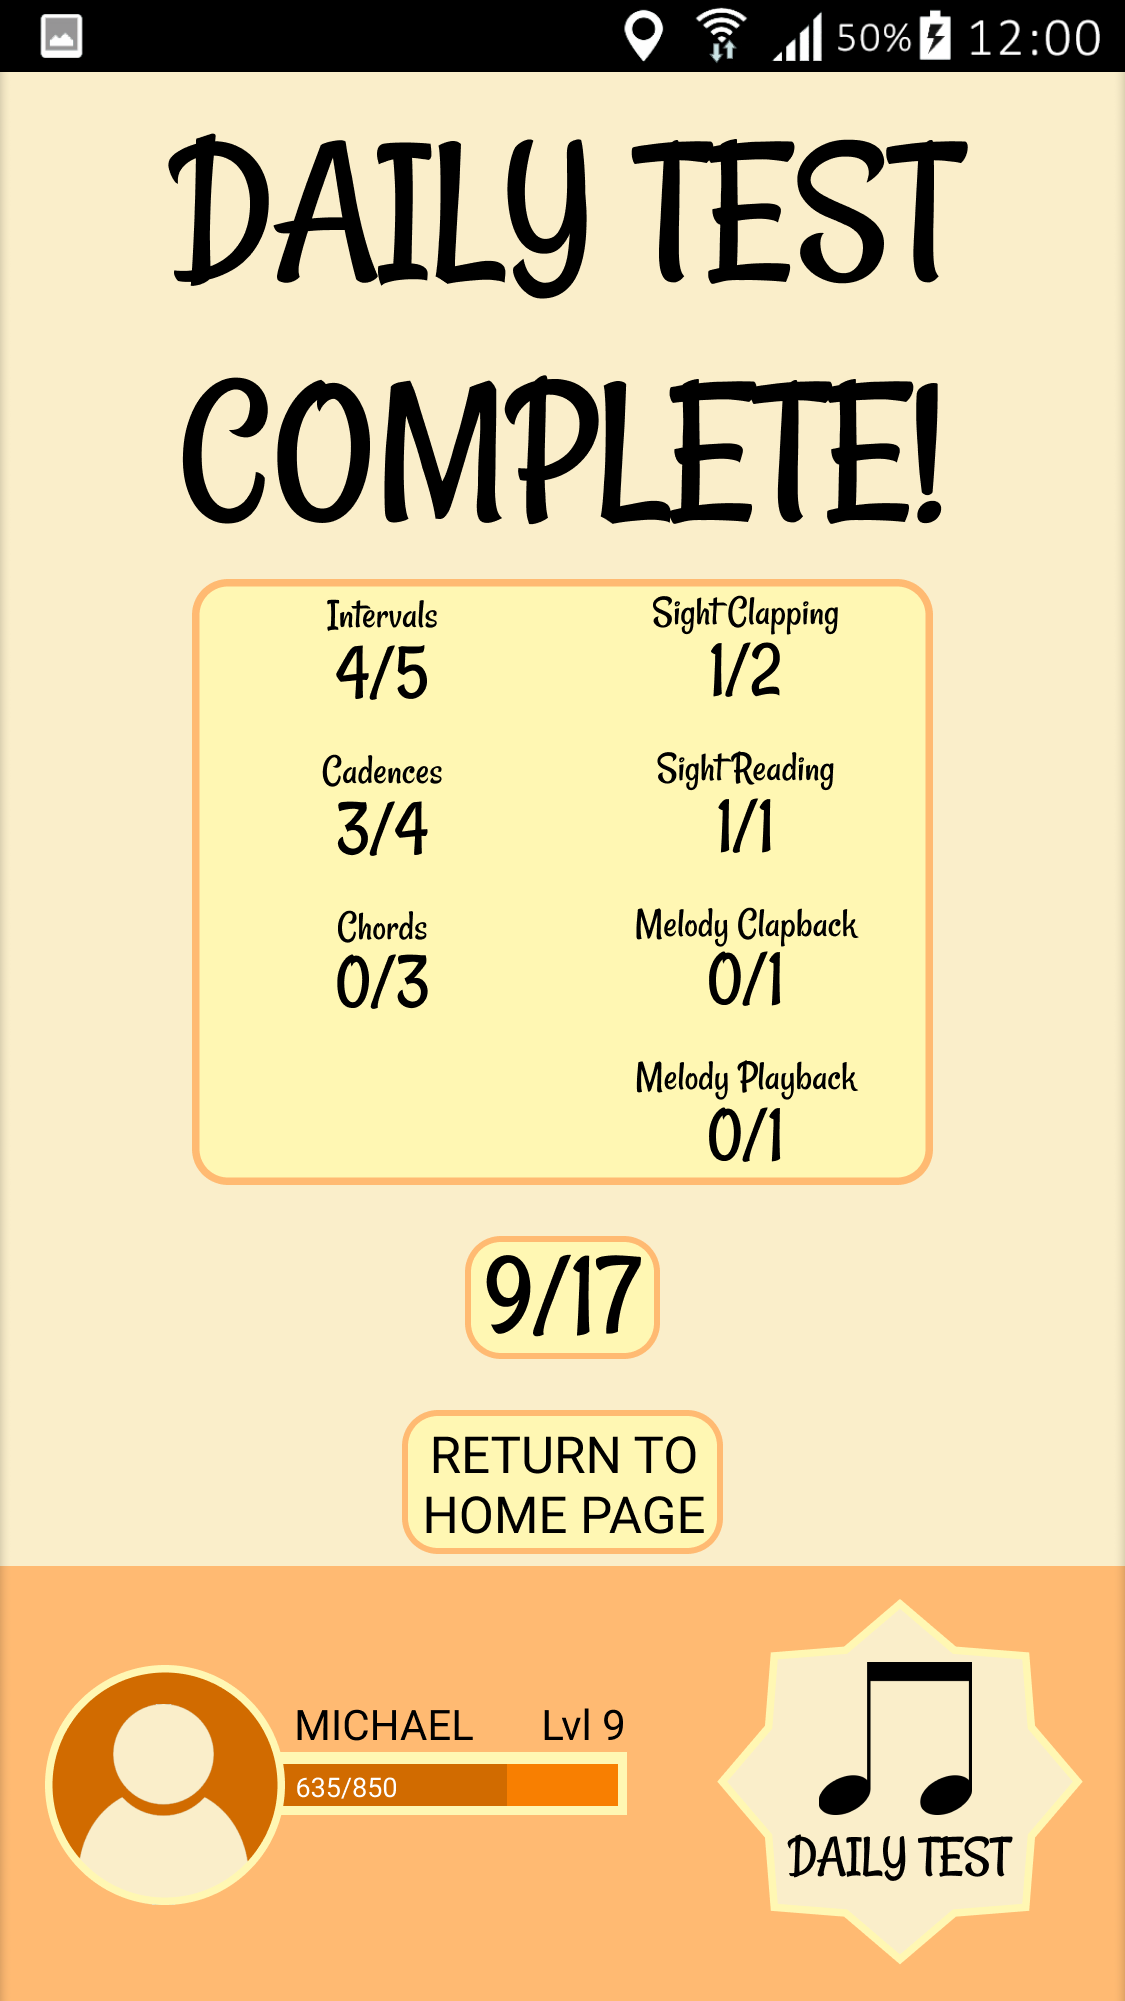 50% 12:00
DAILY TEST
COMPLETE!
Intervals
4/5
Cadences
3/4
Chords
0/3
Sight Clapping
1/2
Sight Reading
1/1
Melody Clapback
0/1
Melody Playback
0/1
9/17
RETURN TO
HOME PAGE
MICHAEL Lvl 9
635/850
DAILY TEST